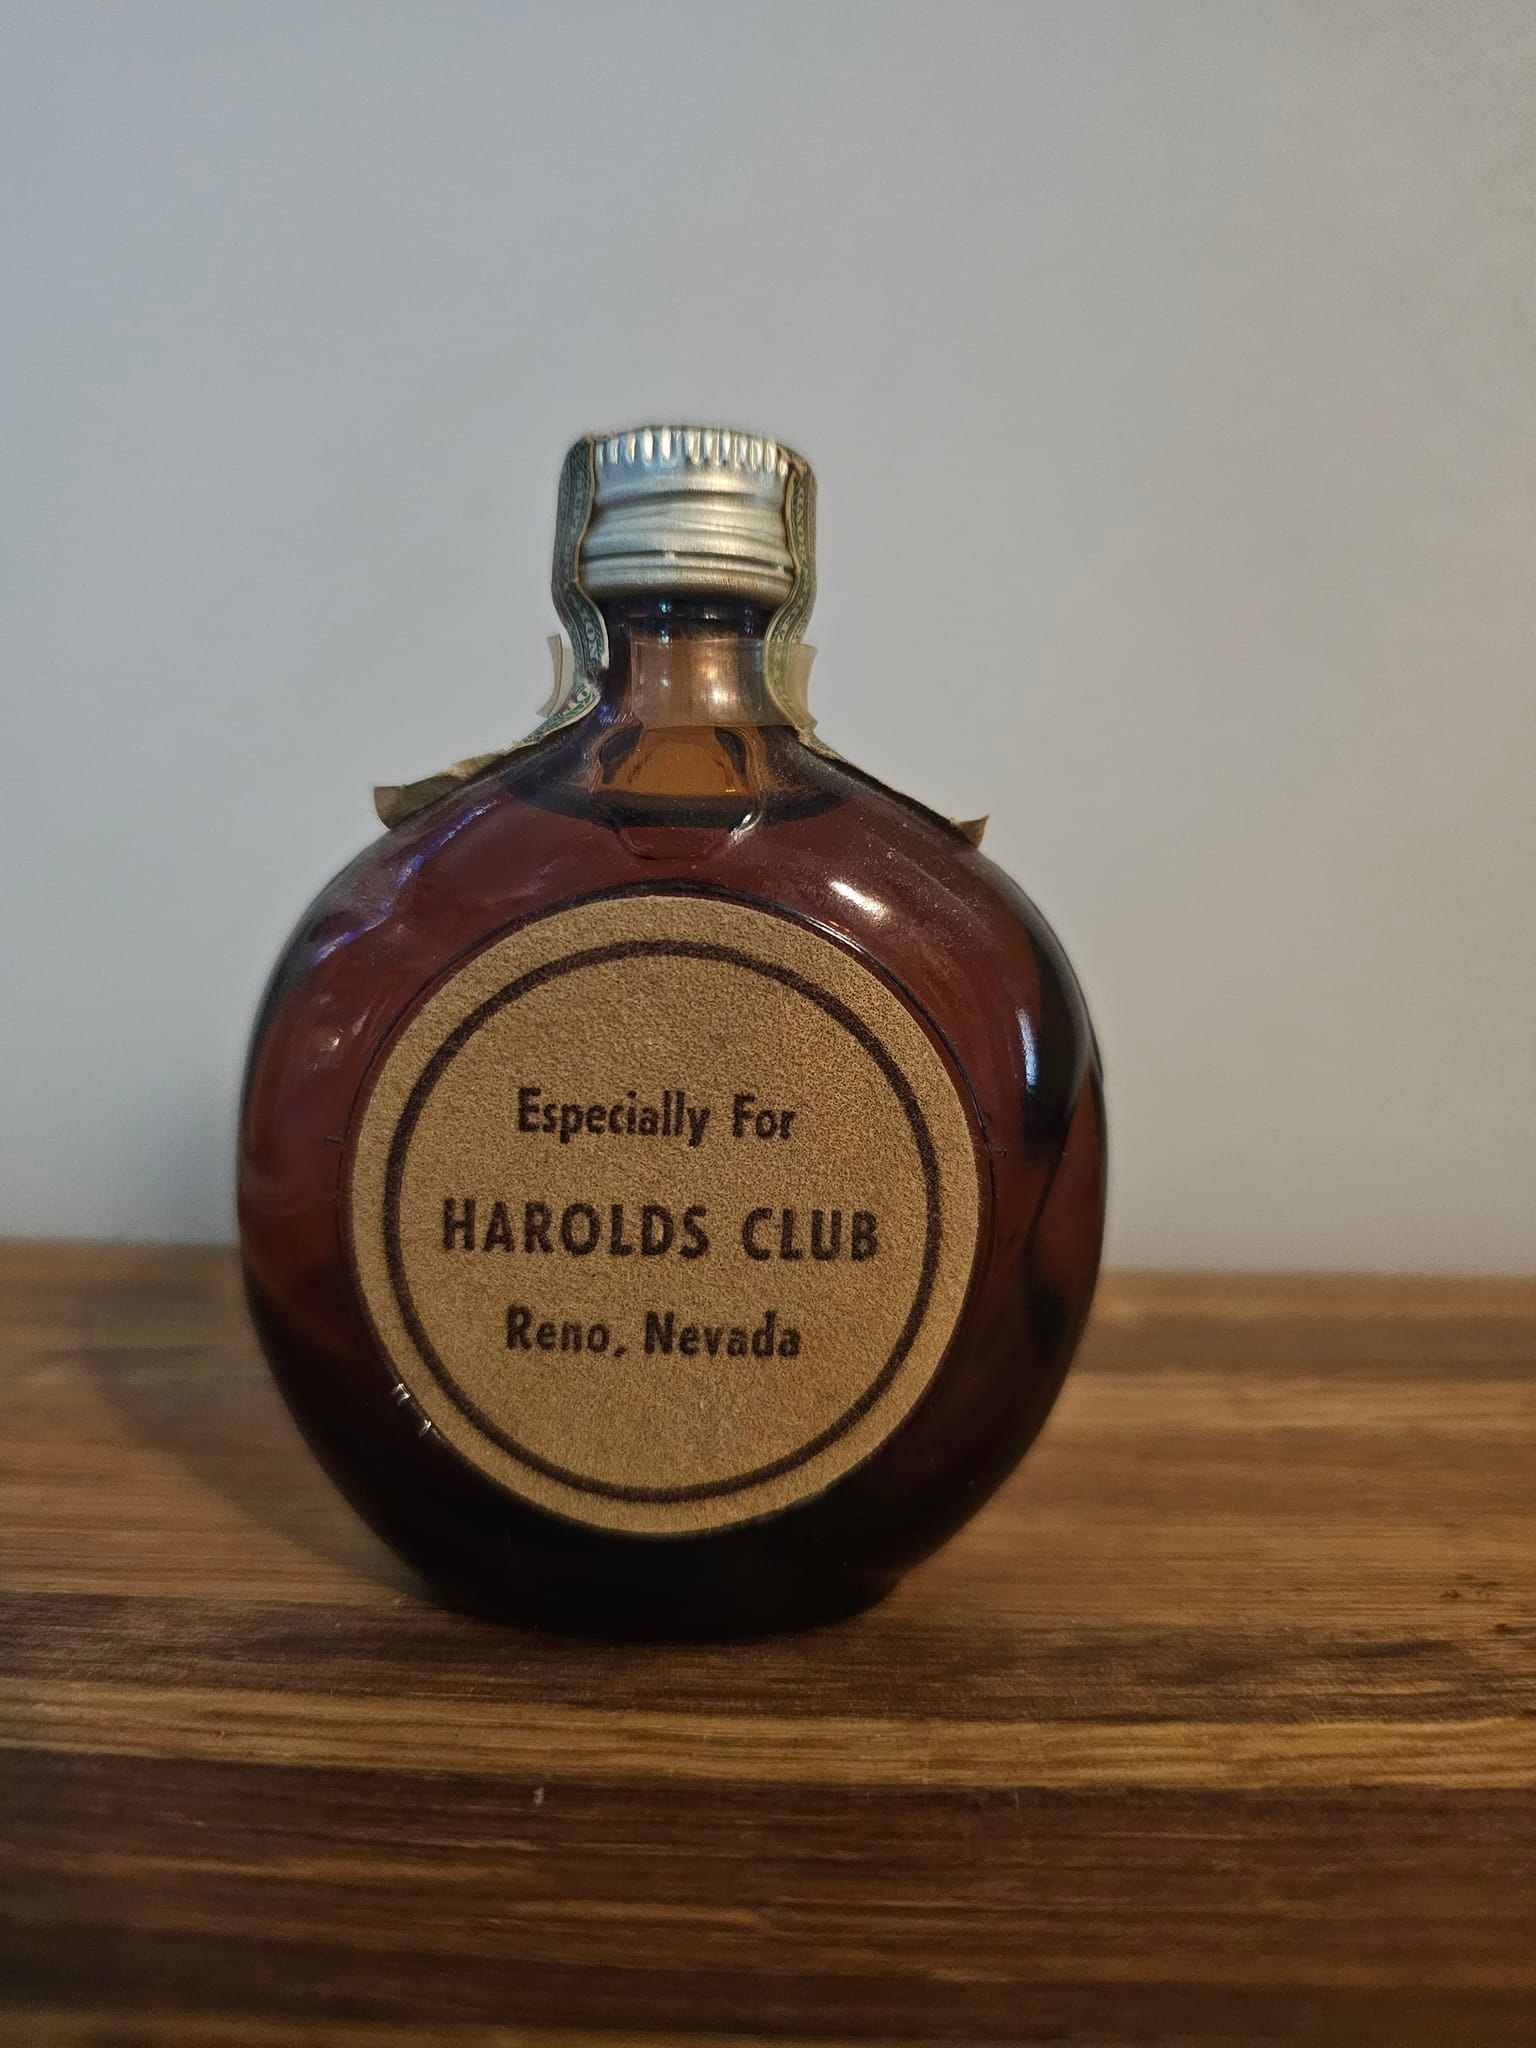 Especially For
HAROLDS CLUB
Reno, Nevada